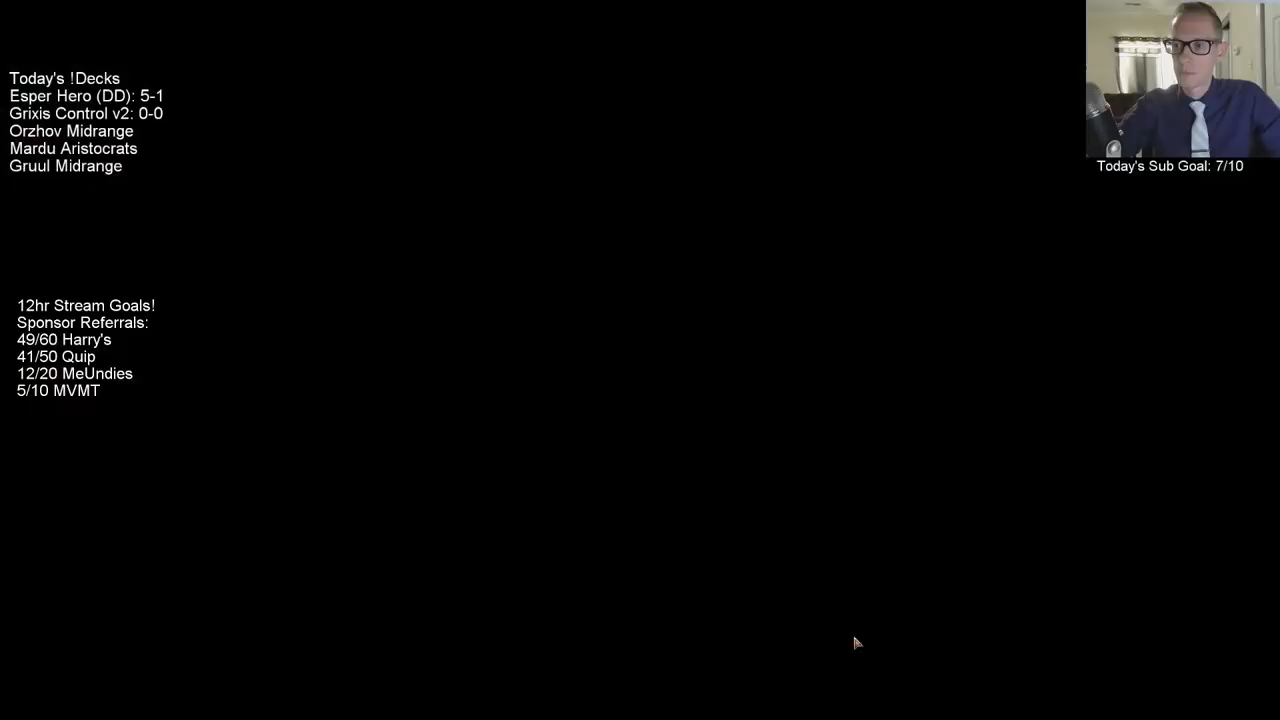 Today's !Decks
Esper Hero (DD): 5-1
Grixis Control v2: 0-0
Orzhov Midrange
Mardu Aristocrats
Gruul Midrange
Today's Sub Goal: 7/10
12hr Stream Goals!
Sponsor Referrals:
49/60 Harry's
41/50 Quip
12/20 MeUndies
5/10 MVMT